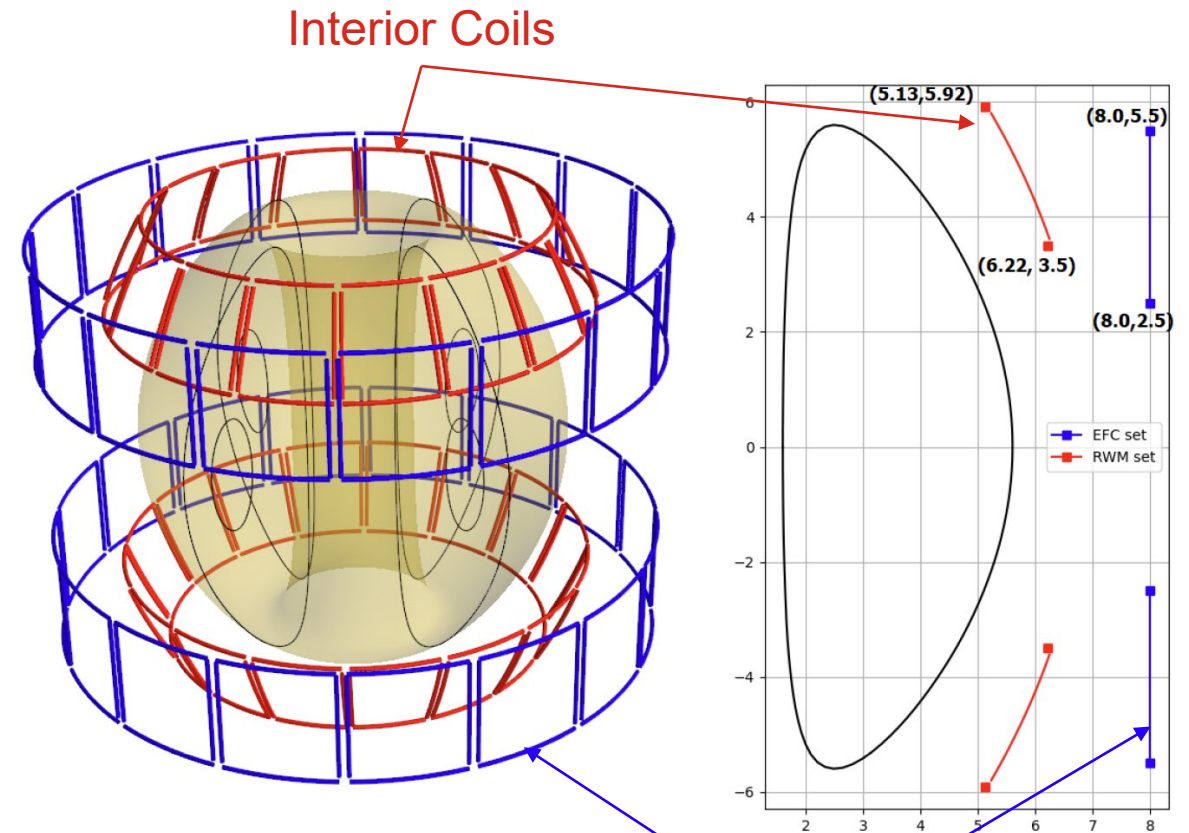 Interior Coils
6
(5.13,5.92)
(8.0,5.5)
4
(6.22, 3.5)
(8.0,2.5)
2
EFC set
0
RWM set
−2
−4
−6
2 3 4 5 6 7 8